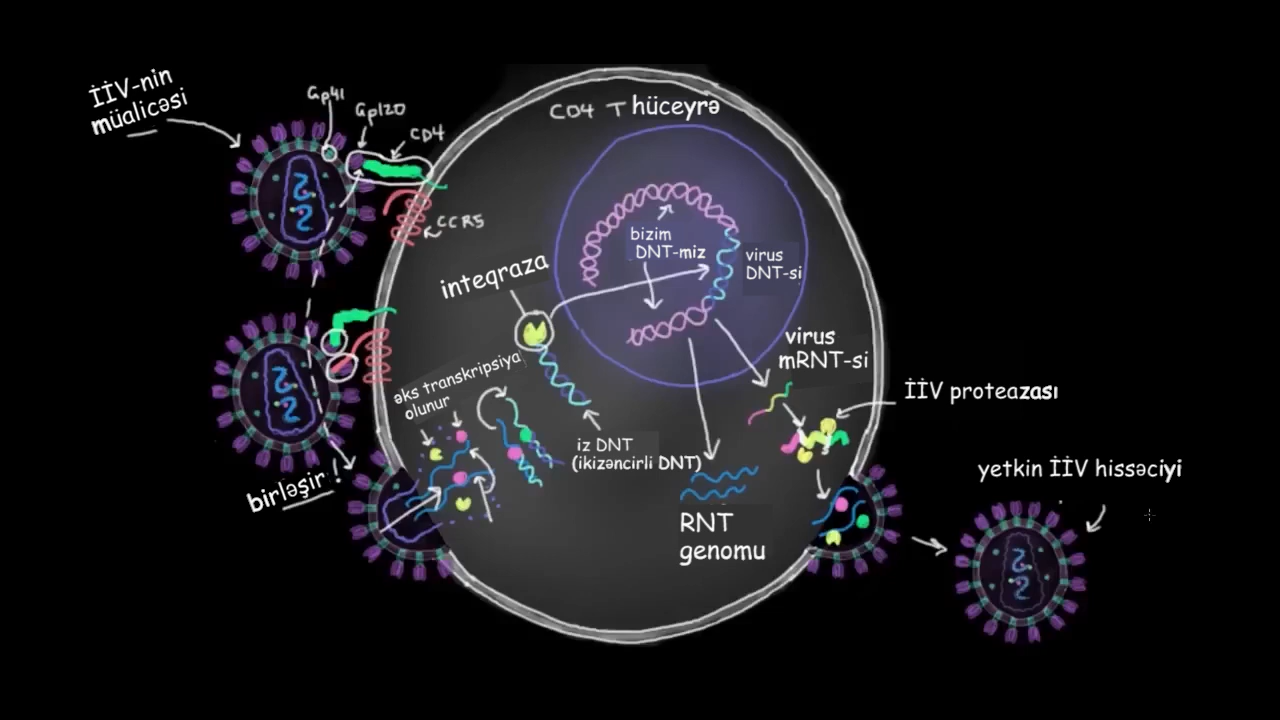 İİV-nin
müalicəsi
Gp41
Gp120
CD4
CCR5
CD4 T hüceyrə
bizim
DNT-miz
virus
DNT-si
inteqraza
virus
mRNT-si
əks transkripsiya
olunur
İİV proteazası
iz DNT
(ikizəncirli DNT)
birləşir !
yetkin İİV hissəciyi
RNT
genomu